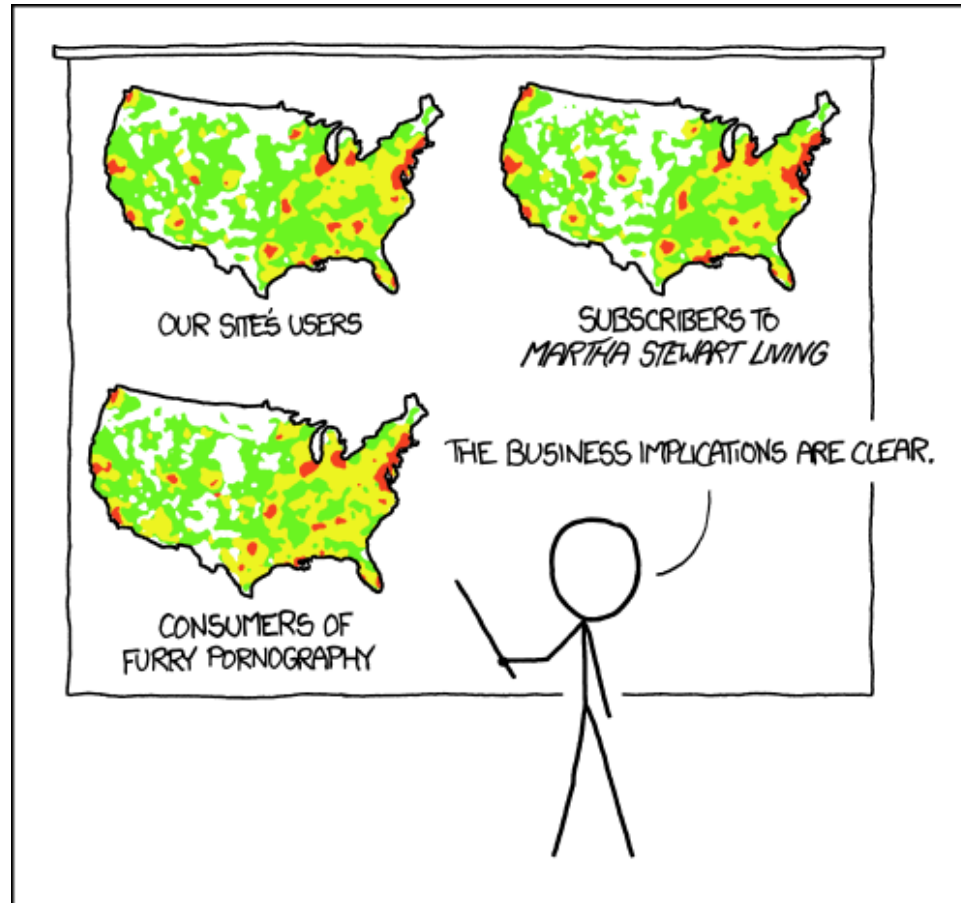 OUR SITE'S USERS
SUBSCRIBERS TO
MARTHA STEWART LIVING
CONSUMERS OF
FURRY PORNOGRAPHY
THE BUSINESS IMPLICATIONS ARE CLEAR.